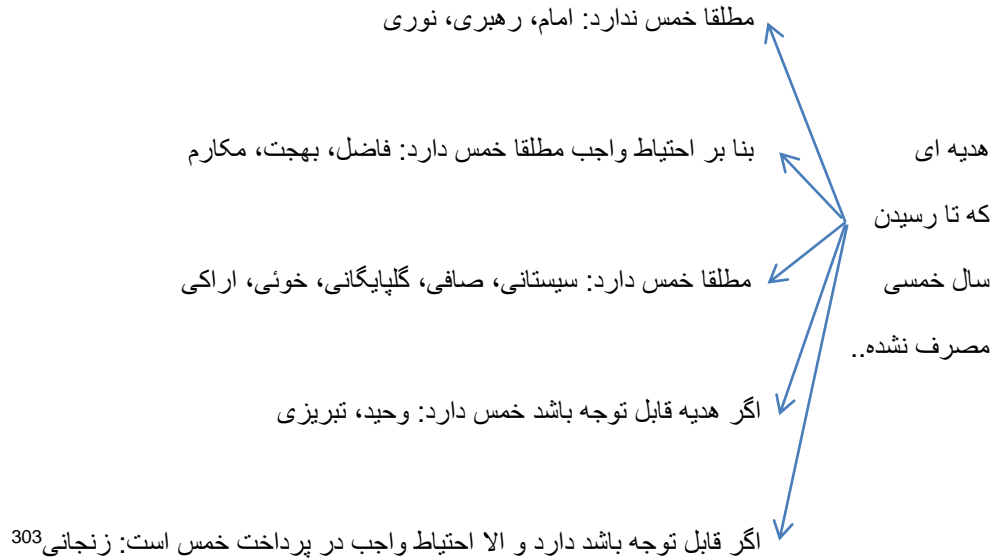 مطلقا خمس ندارد: امام، رهبری، نوری
هدیه ای
بنا بر احتیاط واجب مطلقا خمس دارد: فاضل، بهجت، مکارم
که تا رسیدن
سال خمسی
مطلقا خمس دارد: سیستانی، صافی، گلپایگانی، خوئی، اراکی
مصرف نشده..
اگر هدیه قابل توجه باشد خمس دارد: وحید، تبریزی
اگر قابل توجه باشد دارد و الا احتیاط واجب در پرداخت خمس است: زنجانی303